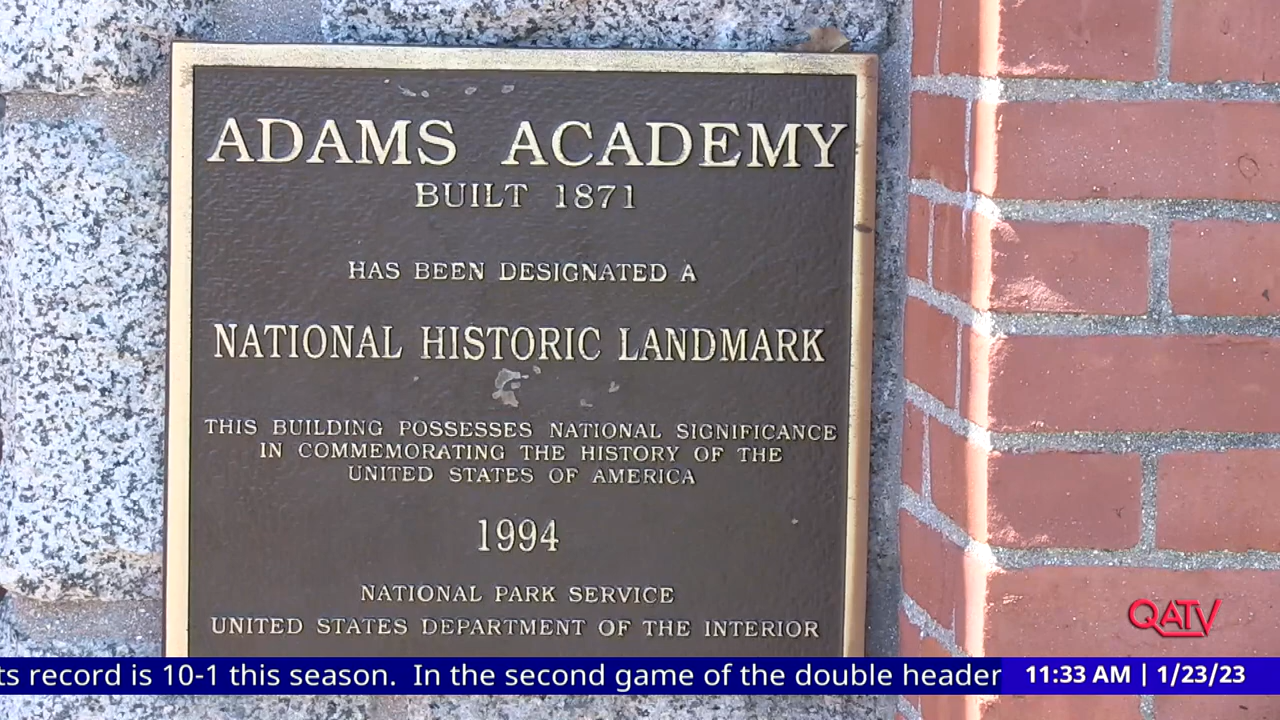 ADAMS ACADEMY
BUILT 1871
HAS BEEN DESIGNATED A
NATIONAL HISTORIC LANDMARK
THIS BUILDING POSSESSES NATIONAL SIGNIFICANCE
IN COMMEMORATING THE HISTORY OF THE
UNITED STATES OF AMERICA
1994
NATIONAL PARK SERVICE
UNITED STATES DEPARTMENT OF THE INTERIOR
QATV
ts record is 10-1 this season. In the second game of the double header
11:33 AM | 1/23/23